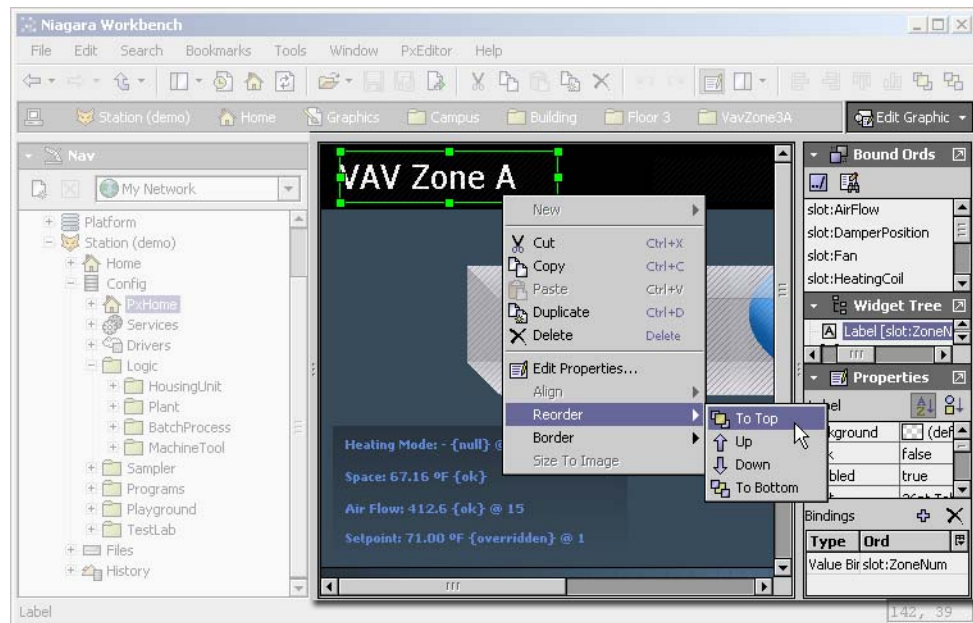 Niagara Workbench
File Edit Search Bookmarks Tools Window PxEditor Help
Station (demo) Home Graphics Campus Building Floor 3 VavZone3A Edit Graphic
Nav
My Network
Platform
Station (demo)
Home
Config
PxHome
Services
Drivers
Logic
HousingUnit
Plant
BatchProcess
MachineTool
Sampler
Programs
Playground
TestLab
Files
History
VAV Zone A
Heating Mode: - {null} @
Space: 67.16 ºF {ok}
Air Flow: 412.6 {ok} @ 15
Setpoint: 71.00 ºF {overridden} @ 1
New
Cut Ctrl+X
Copy Ctrl+C
Paste Ctrl+V
Duplicate Ctrl+D
Delete Delete
Edit Properties...
Align
Reorder
Border
Size To Image
To Top
Up
Down
To Bottom
Bound Ords
slot:AirFlow
slot:DamperPosition
slot:Fan
slot:HeatingCoil
Widget Tree
Label [slot:ZoneN
Properties
bel
kground (def
k false
bled true
Bindings
Type Ord
Value Bir slot:ZoneNum
Label 142, 39